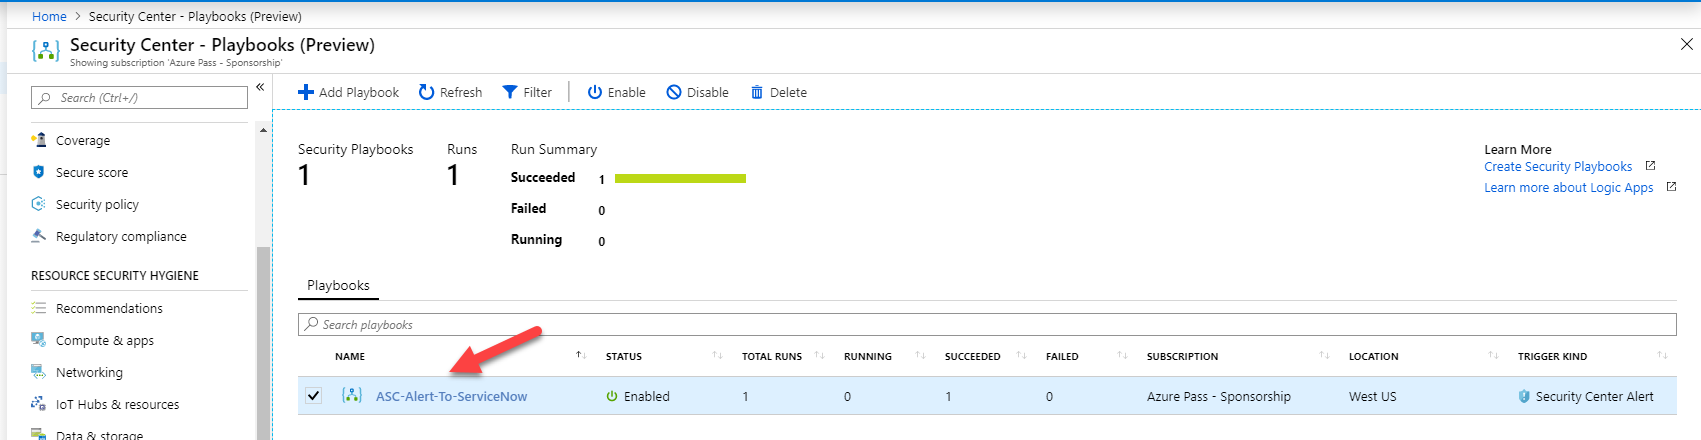 Home > Security Center - Playbooks (Preview)
Security Center - Playbooks (Preview)
Showing subscription 'Azure Pass - Sponsorship'
Search (Ctrl+/)
«
Coverage
Secure score
Security policy
Regulatory compliance
RESOURCE SECURITY HYGIENE
Recommendations
Compute & apps
Networking
IoT Hubs & resources
Data & storage
Add Playbook Refresh Filter Enable Disable Delete
Security Playbooks
1
Runs
1
Run Summary
Succeeded 1
Failed 0
Running 0
Learn More
Create Security Playbooks
Learn more about Logic Apps
Playbooks
Search playbooks
NAME STATUS TOTAL RUNS RUNNING SUCCEEDED FAILED SUBSCRIPTION LOCATION TRIGGER KIND
ASC-Alert-To-ServiceNow Enabled 1 0 1 0 Azure Pass - Sponsorship West US Security Center Alert